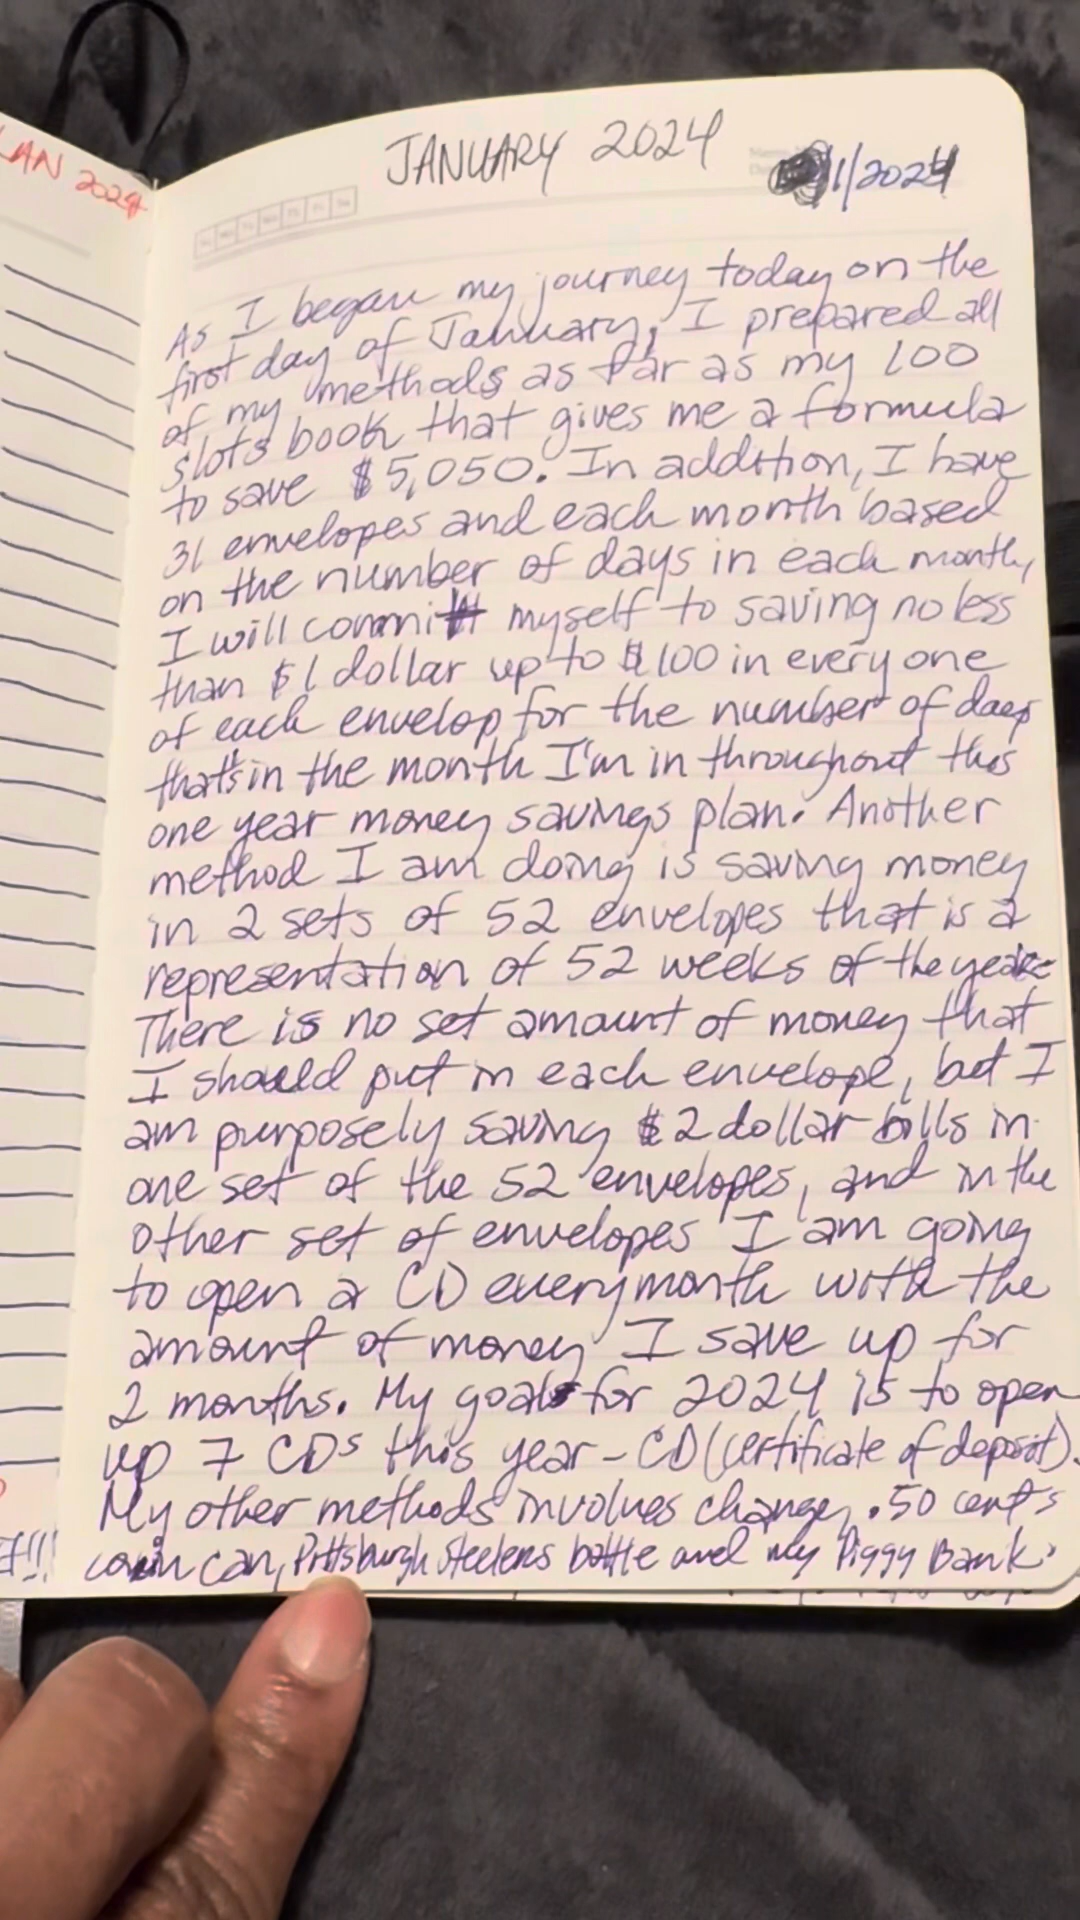 LAN 2024
JANUARY 2024
1/2024
As I began my journey today on the
first day of January, I prepared all
of my methods as far as my 100
slots book that gives me a formula
to save $5,050. In addition, I have
31 envelopes and each month based
on the number of days in each month,
I will commit myself to saving no less
than $1 dollar up to $100 in every one
of each envelop for the number of days
that's in the month I'm in throughout this
one year money savings plan. Another
method I am doing is saving money
in 2 sets of 52 envelopes that is a
representation of 52 weeks of the year.
There is no set amount of money that
I should put in each envelope, but I
am purposely saving $2 dollar bills in
one set of the 52 envelopes, and in the
other set of envelopes I am going
to open a CD every month with the
amount of money I save up for
2 months. My goal for 2024 is to open
up 7 CDs this year - CD (certificate of deposit).
My other methods involves change, .50 cents
coin can, Pittsburgh Steelers bottle and my Piggy Bank.